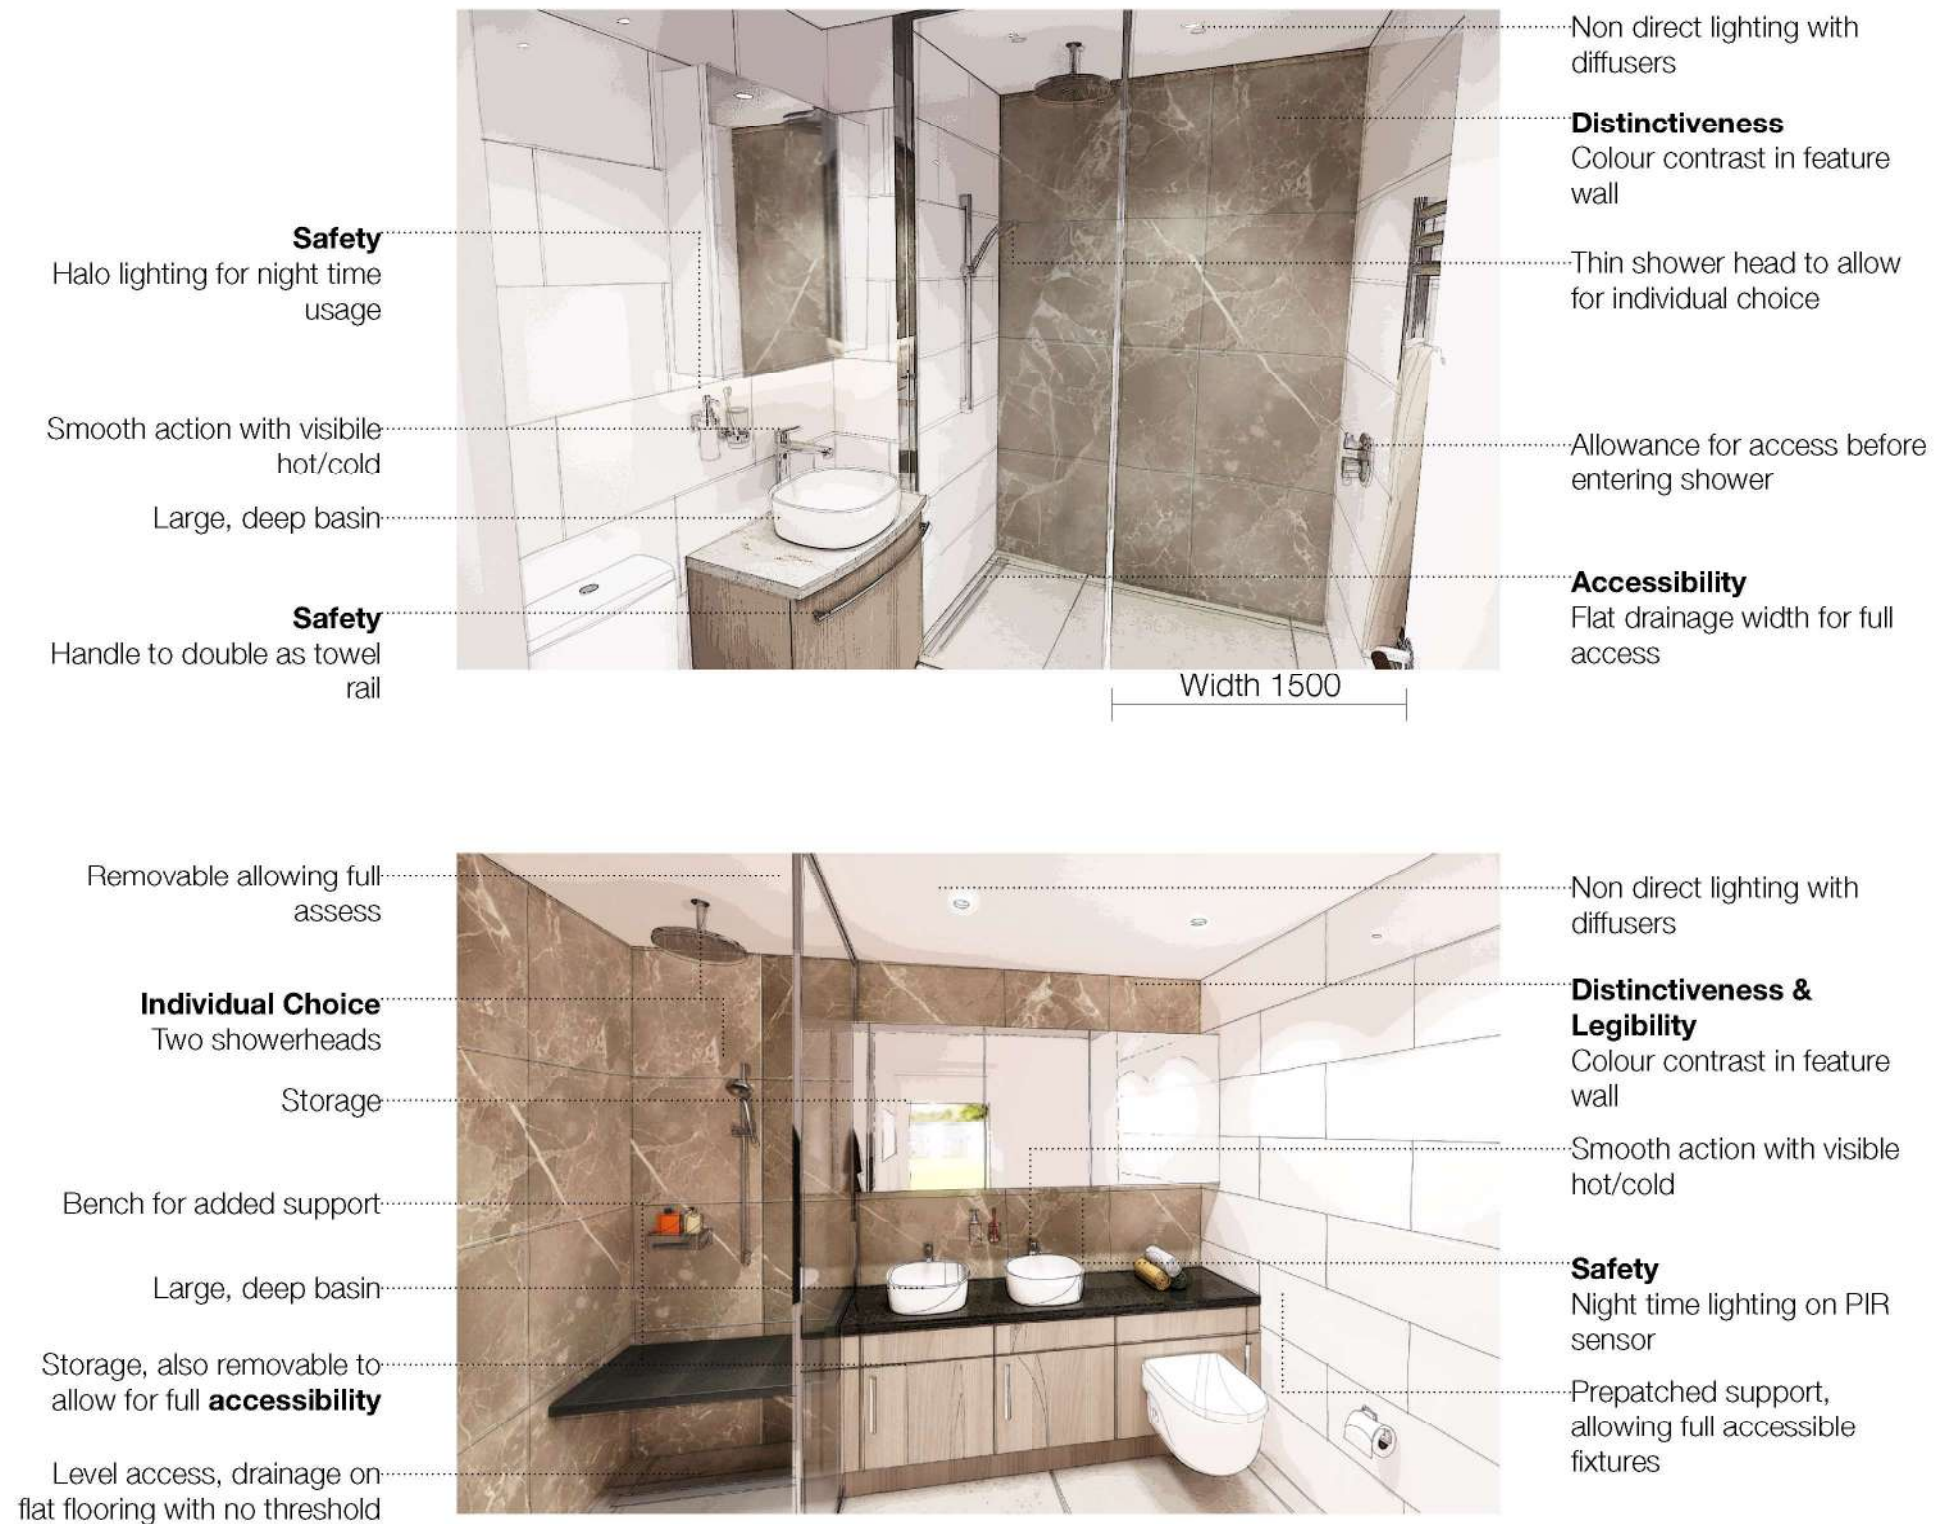 Non direct lighting with
diffusers
Distinctiveness
Colour contrast in feature
wall
Safety
Halo lighting for night time
usage
Thin shower head to allow
for individual choice
Smooth action with visibile
hot/cold
Allowance for access before
entering shower
Large, deep basin
Accessibility
Flat drainage width for full
access
Safety
Handle to double as towel
rail
Width 1500
Removable allowing full
assess
Non direct lighting with
diffusers
Individual Choice
Two showerheads
Distinctiveness &
Legibility
Colour contrast in feature
wall
Storage
Smooth action with visible
hot/cold
Bench for added support
Large, deep basin
Safety
Night time lighting on PIR
sensor
Storage, also removable to
allow for full accessibility
Prepatched support,
allowing full accessible
fixtures
Level access, drainage on
flat flooring with no threshold